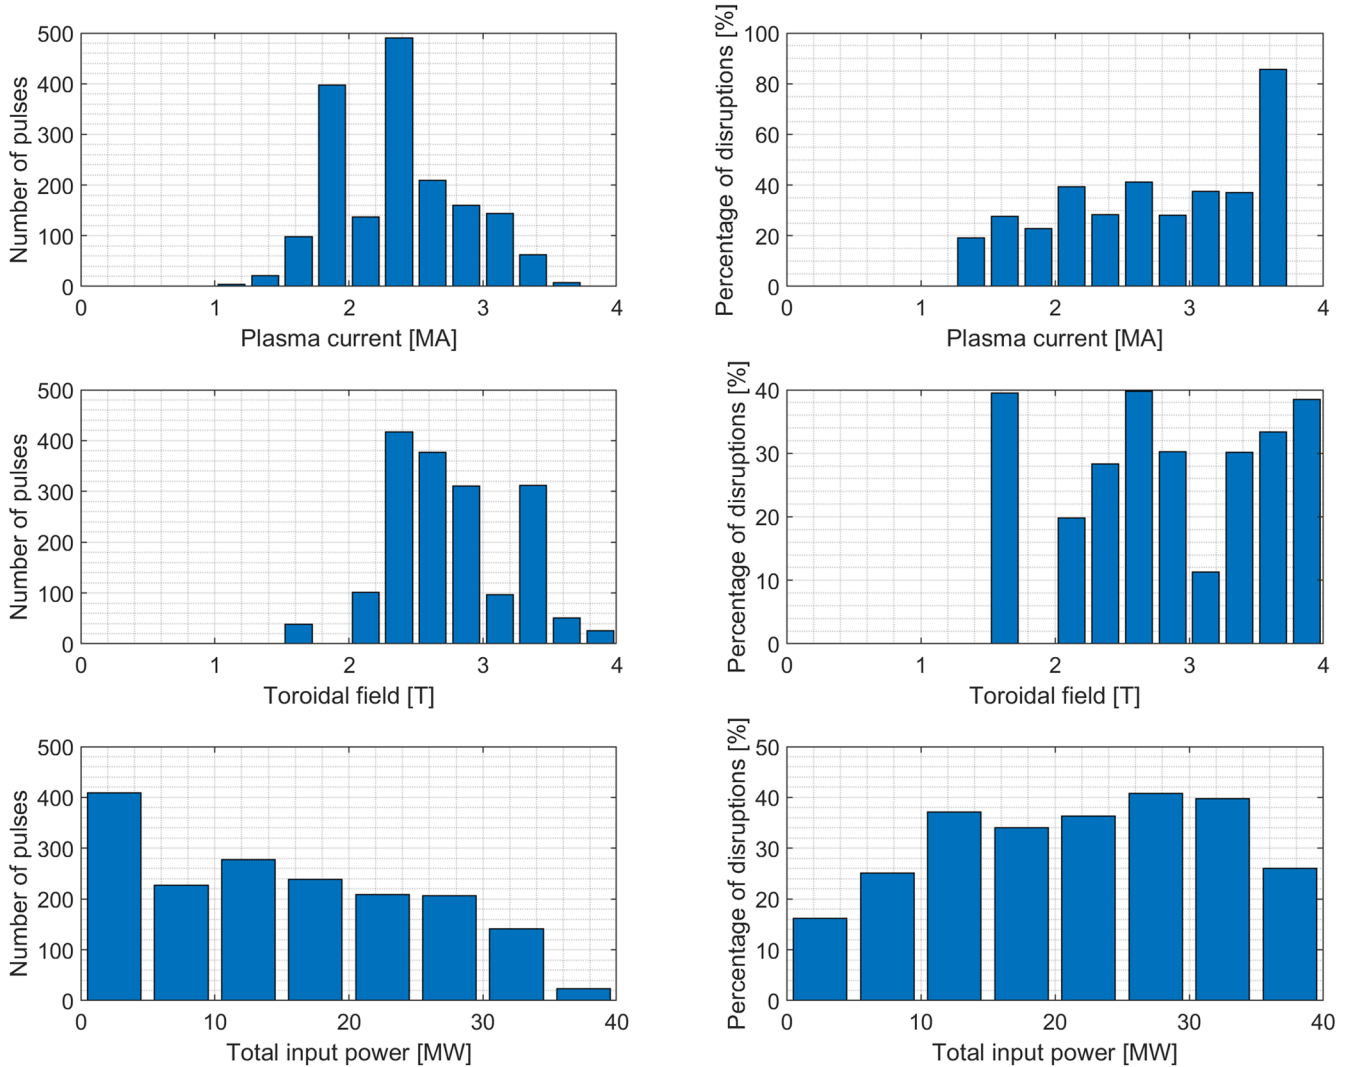 Number of pulses
500
400
300
200
100
0
0 1 2 3 4
Plasma current [MA]
Percentage of disruptions [%]
100
80
60
40
20
0
0 1 2 3 4
Plasma current [MA]
Number of pulses
500
400
300
200
100
0
0 1 2 3 4
Toroidal field [T]
Percentage of disruptions [%]
40
30
20
10
0
0 1 2 3 4
Toroidal field [T]
Number of pulses
500
400
300
200
100
0
0 10 20 30 40
Total input power [MW]
Percentage of disruptions [%]
50
40
30
20
10
0
0 10 20 30 40
Total input power [MW]